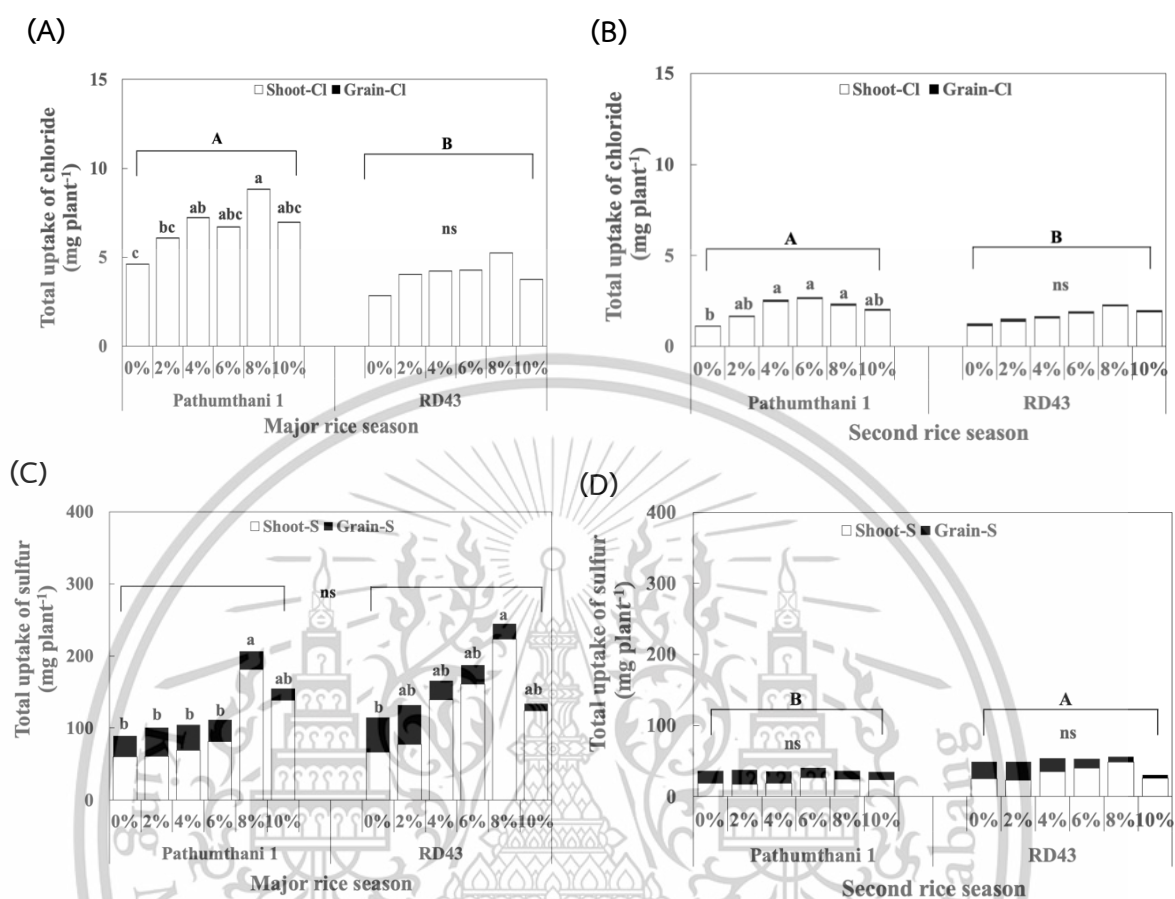 (A)
15
10
5
0
Total uptake of chloride
(mg plant⁻¹)
Shoot-Cl Grain-Cl
A
B
c bc ab abc a abc
ns
0% 2% 4% 6% 8% 10% 0% 2% 4% 6% 8% 10%
Pathumthani 1 RD43
Major rice season
(B)
15
10
5
0
Total uptake of chloride
(mg plant⁻¹)
Shoot-Cl Grain-Cl
A
B
b ab a a a ab
ns
0% 2% 4% 6% 8% 10% 0% 2% 4% 6% 8% 10%
Pathumthani 1 RD43
Second rice season
(C)
400
300
200
100
0
Total uptake of sulfur
(mg plant⁻¹)
Shoot-S Grain-S
ns
b b b b a ab b ab ab ab a ab
0% 2% 4% 6% 8% 10% 0% 2% 4% 6% 8% 10%
Pathumthani 1 RD43
Major rice season
(D)
400
300
200
100
0
Total uptake of sulfur
(mg plant⁻¹)
Shoot-S Grain-S
B
A
ns
ns
0% 2% 4% 6% 8% 10% 0% 2% 4% 6% 8% 10%
Pathumthani 1 RD43
Second rice season